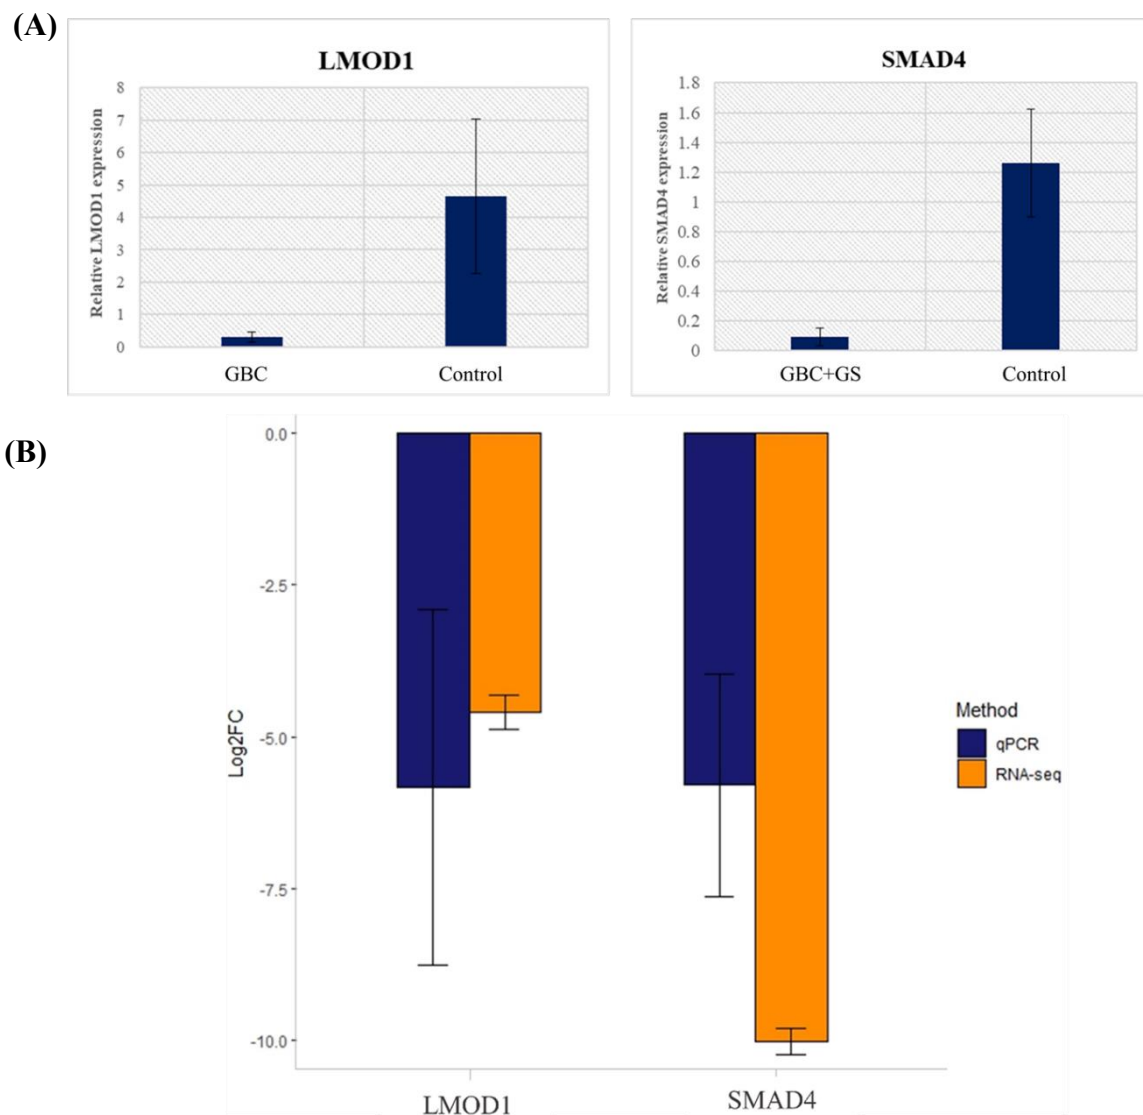 (A)
LMOD1
Relative LMOD1 expression
8
7
6
5
4
3
2
1
0
GBC Control
SMAD4
Relative SMAD4 expression
1.8
1.6
1.4
1.2
1
0.8
0.6
0.4
0.2
0
GBC+GS Control
(B)
Log2FC
0.0
-2.5
-5.0
-7.5
-10.0
LMOD1 SMAD4
Method
qPCR
RNA-seq